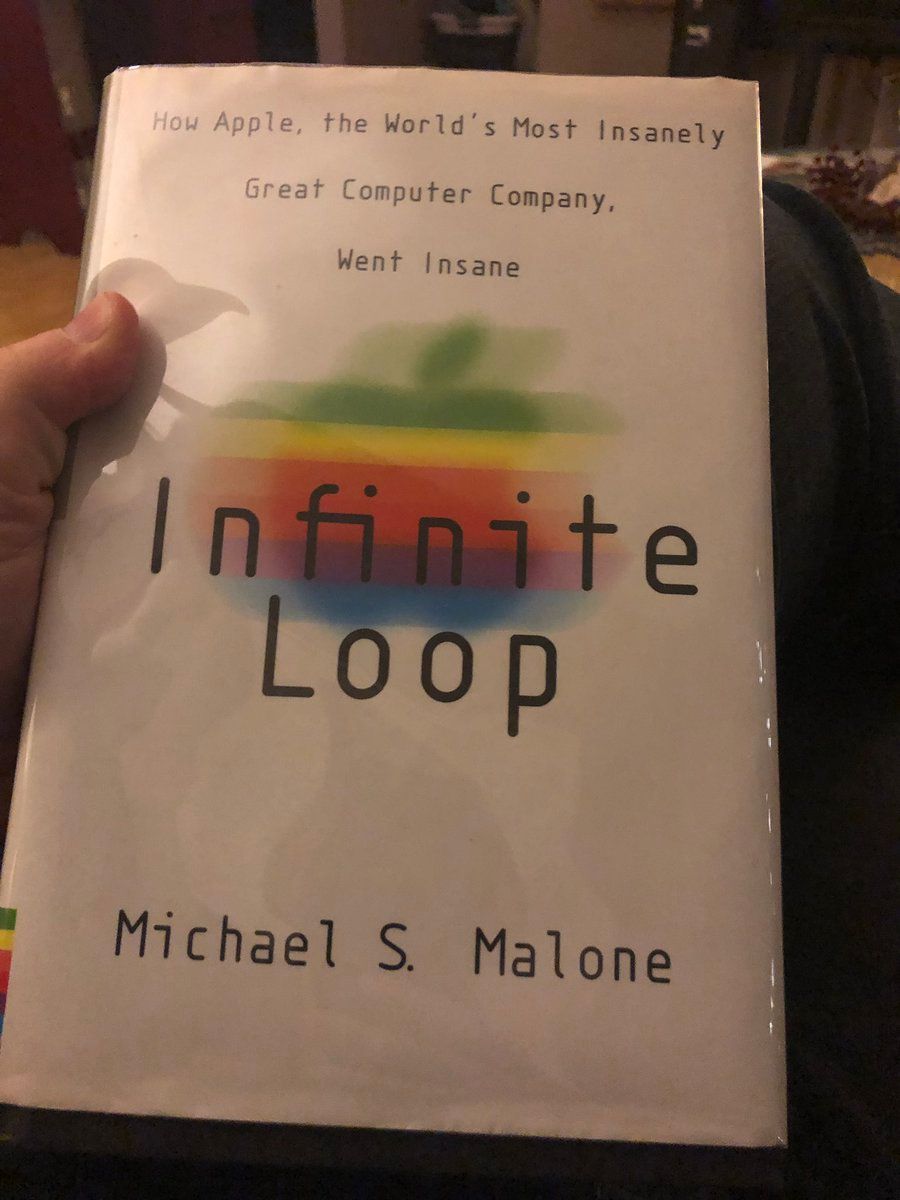 How Apple, the World's Most Insanely
Great Computer Company,
Went Insane
Infinite
Loop
Michael S. Malone